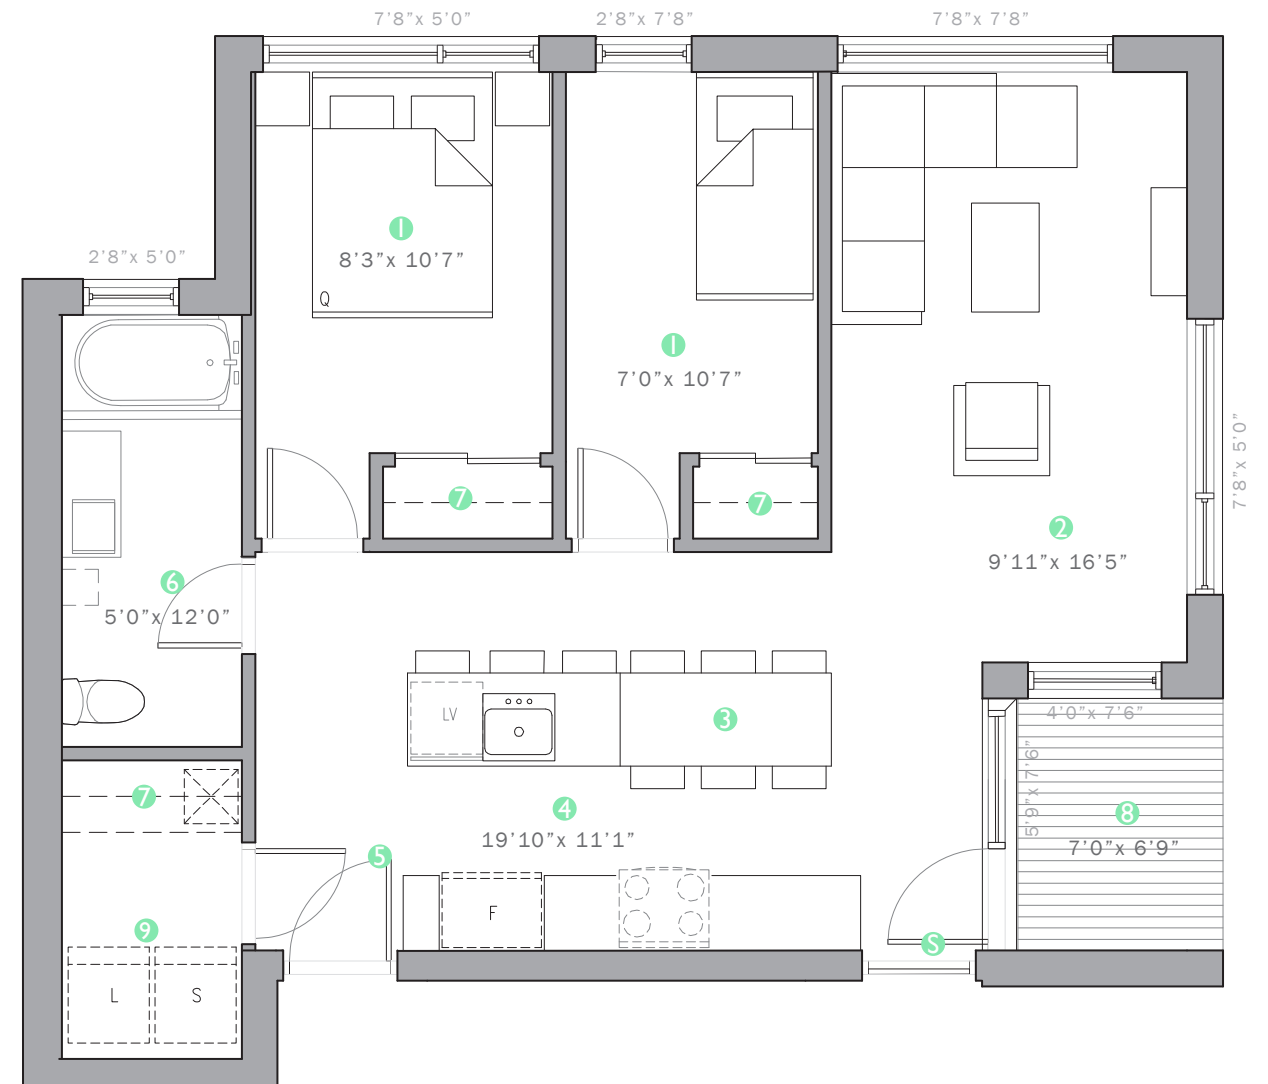 7'8"x 5'0"
2'8"x 7'8"
7'8"x 7'8"
2'8"x 5'0"
1
8'3"x 10'7"
Q
1
7'0"x 10'7"
7'8"x 5'0"
7
7
2
9'11"x 16'5"
6
5'0"x 12'0"
LV
3
4'0"x 7'6"
5'9"x 7'6"
7
4
19'10"x 11'1"
8
7'0"x 6'9"
5
F
9
S
L
S